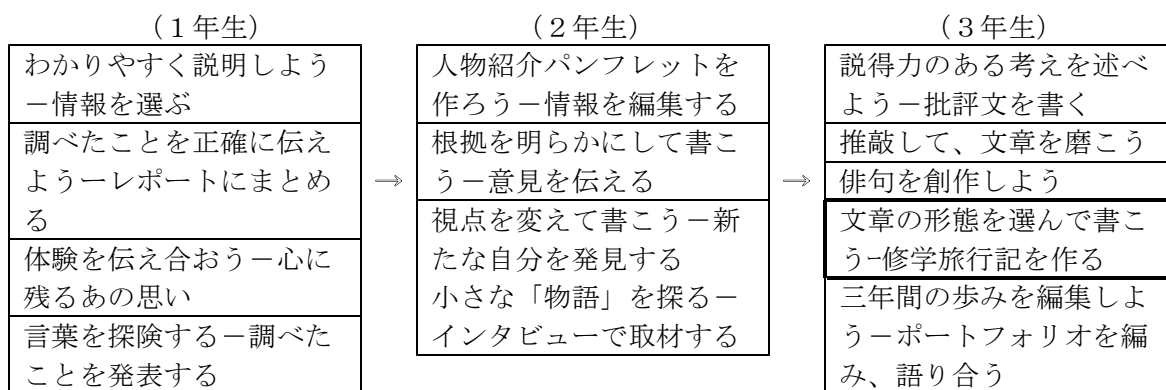 （１年生）
わかりやすく説明しよう
－情報を選ぶ
調べたことを正確に伝え
ようーレポートにまとめ
る
体験を伝え合おう－心に
残るあの思い
言葉を探険する－調べた
ことを発表する
→
（２年生）
人物紹介パンフレットを
作ろう－情報を編集する
根拠を明らかにして書こ
う－意見を伝える
視点を変えて書こう－新
たな自分を発見する
小さな「物語」を探る－
インタビューで取材する
→
（３年生）
説得力のある考えを述べ
よう－批評文を書く
推敲して、文章を磨こう
俳句を創作しよう
文章の形態を選んで書こ
う-修学旅行記を作る
三年間の歩みを編集しよ
う－ポートフォリオを編
み、語り合う